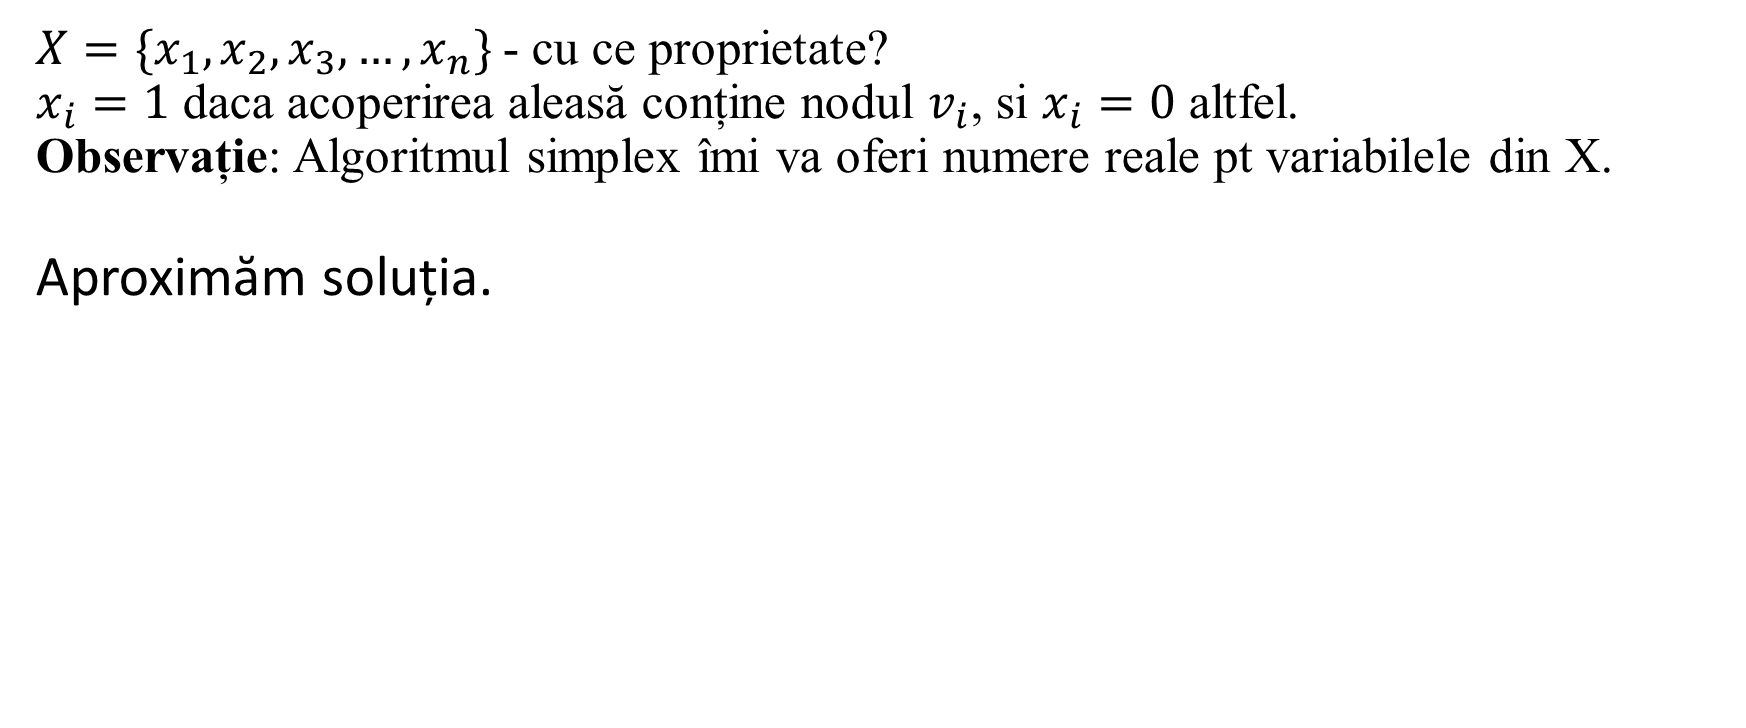 X = {x₁, x₂, x₃, … , xₙ} - cu ce proprietate?
xᵢ = 1 daca acoperirea aleasă conține nodul vᵢ, si xᵢ = 0 altfel.
Observație: Algoritmul simplex îmi va oferi numere reale pt variabilele din X.
Aproximăm soluția.